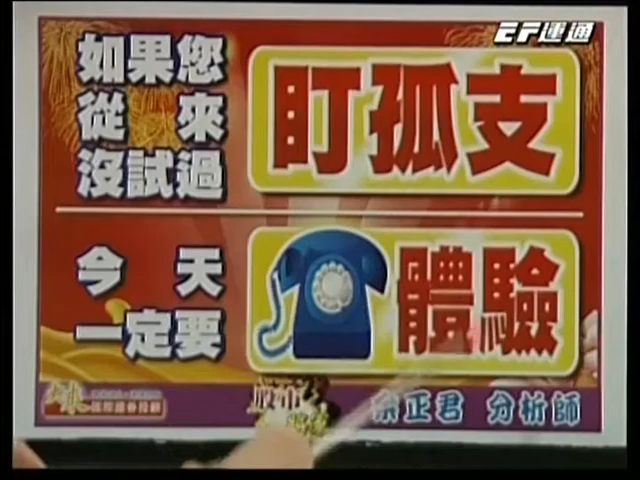 EF運通
如果您
從來
沒試過
盯孤支
今天
一定要
體驗
正君 分析師